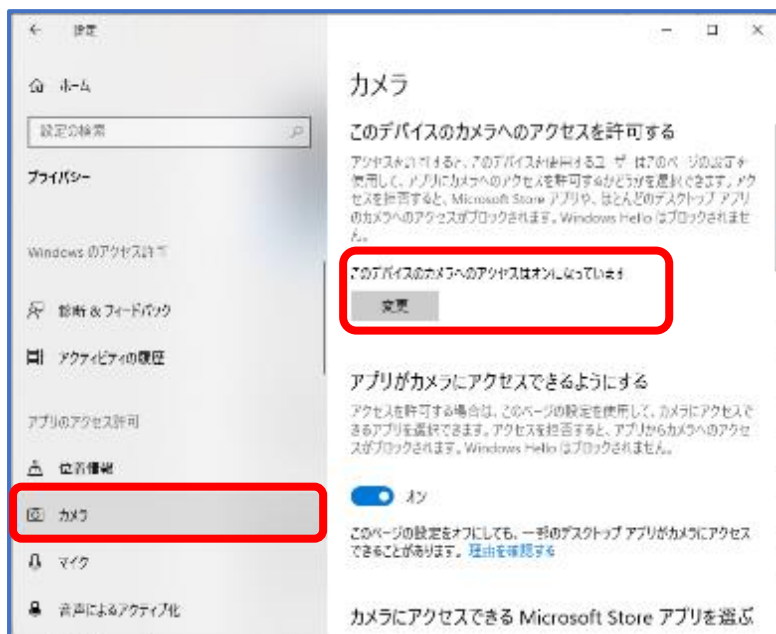 設定
ホーム
設定の検索
プライバシー
Windows のアクセス許可
診断 & フィードバック
アクティビティの履歴
アプリのアクセス許可
位置情報
カメラ
マイク
音声によるアクティブ化
カメラ
このデバイスのカメラへのアクセスを許可する
アクセスを許可すると、このデバイスを使用するユーザーはこのページの設定を
使用して、アプリにカメラへのアクセスを許可するかどうかを選択できます。アク
セスを拒否すると、Microsoft Store アプリや、ほとんどのデスクトップ アプリ
のカメラへのアクセスがブロックされます。Windows Hello はブロックされませ
ん。
このデバイスのカメラへのアクセスはオンになっています
変更
アプリがカメラにアクセスできるようにする
アクセスを許可する場合は、このページの設定を使用して、カメラにアクセスで
きるアプリを選択できます。アクセスを拒否すると、アプリからカメラへのアクセ
スがブロックされます。Windows Hello はブロックされません。
オン
このページの設定をオフにしても、一部のデスクトップ アプリがカメラにアクセス
できることがあります。理由を確認する
カメラにアクセスできる Microsoft Store アプリを選ぶ